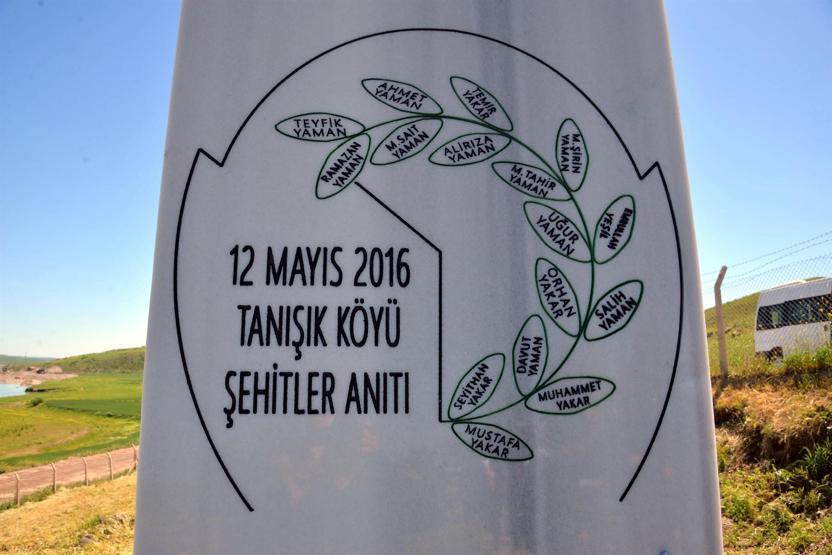 AHMET
YAMAN
TEMİR
YAKAR
TEYFİK
YAMAN
M.SAİT
YAMAN
ALİRIZA
YAMAN
M.ŞİRİN
YAMAN
RAMAZAN
YAMAN
M.TAHİR
YAMAN
UĞUR
YAMAN
EMRULLAH
YEŞİL
12 MAYIS 2016
TANIŞIK KÖYÜ
ŞEHİTLER ANITI
ORHAN
YAKAR
SALİH
YAMAN
DAVUT
YAMAN
SEYİTHAN
YAKAR
MUHAMMET
YAKAR
MUSTAFA
YAKAR